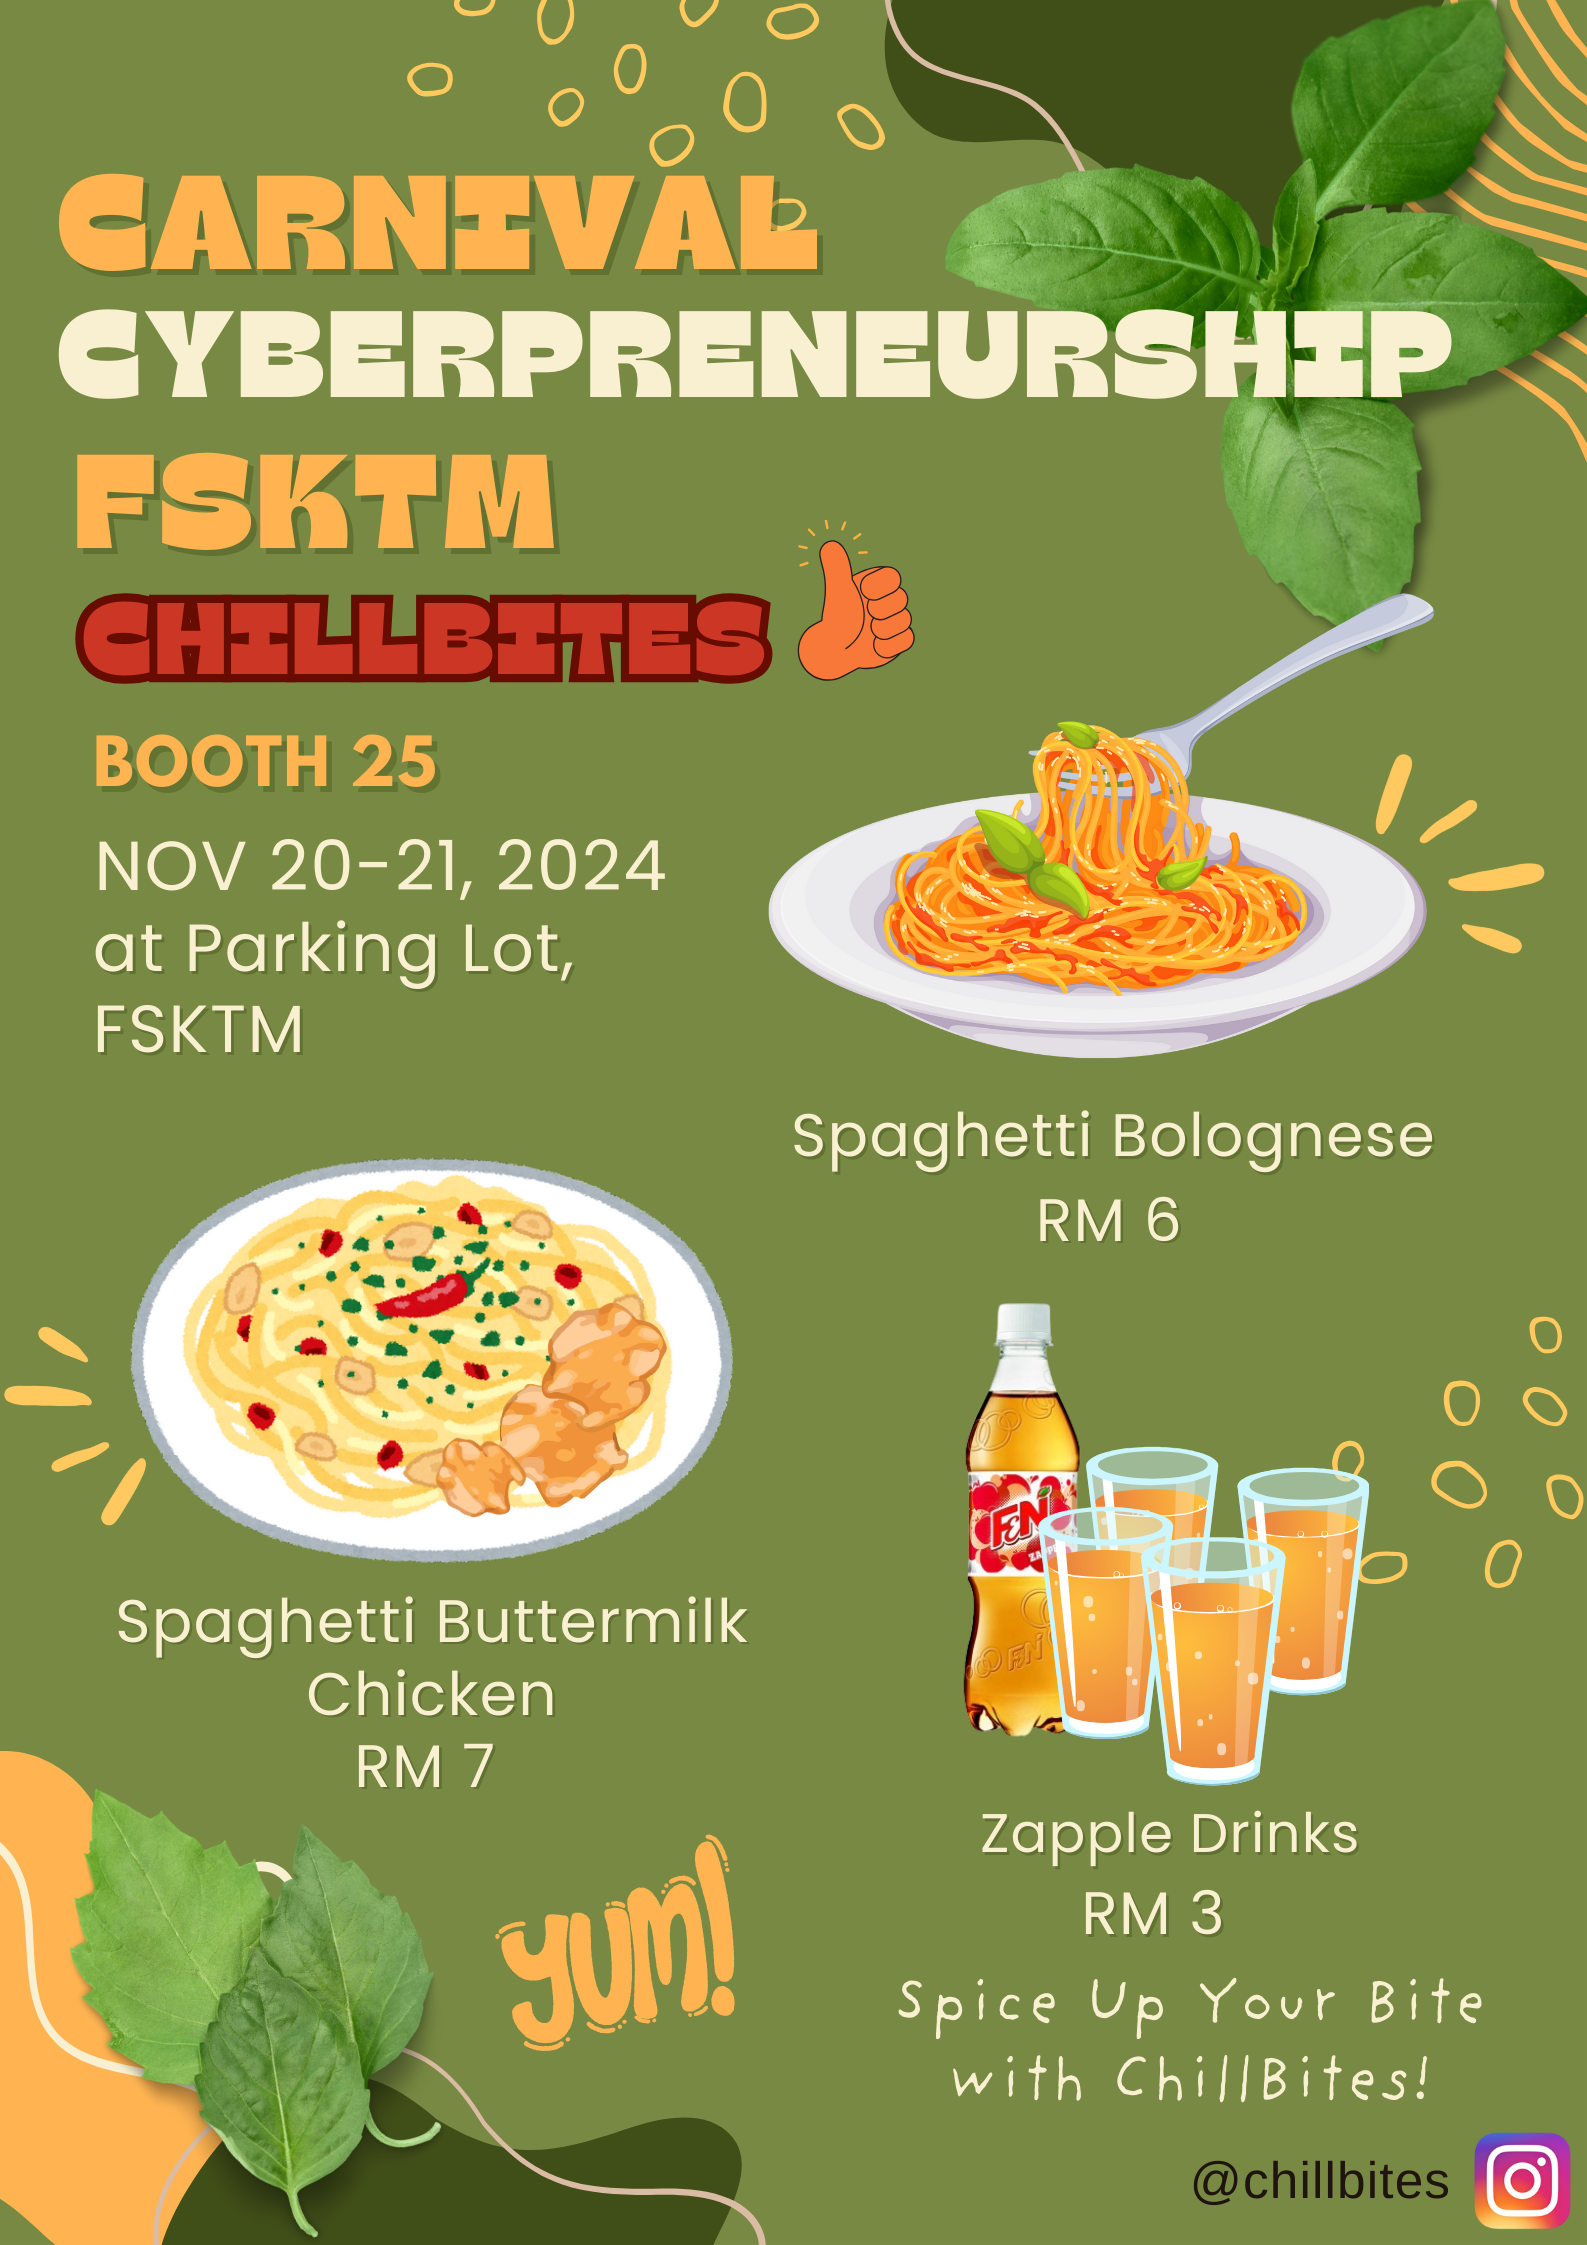 CARNIVAL
CYBERPRENEURSHIP
FSKTM
CHILLBITES
BOOTH 25
NOV 20-21, 2024
at Parking Lot,
FSKTM
Spaghetti Bolognese
RM 6
F&N
F&N
Spaghetti Buttermilk
Chicken
RM 7
Zapple Drinks
RM 3
YUM!
Spice Up Your Bite
with ChillBites!
@chillbites